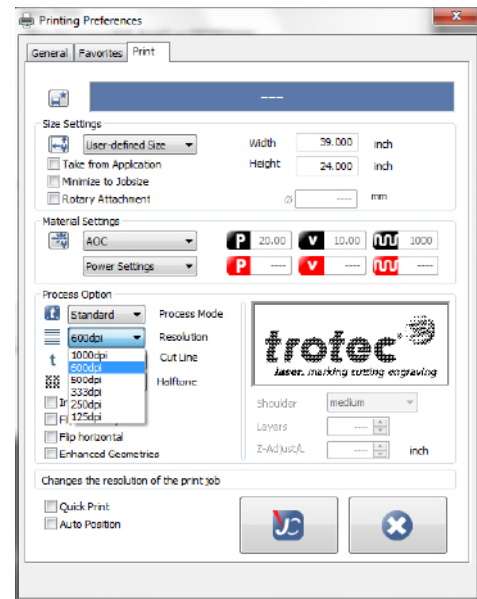 Printing Preferences
General Favorites Print
---
Size Settings
User-defined Size Width 39.000 inch
Take from Application Height 24.000 inch
Minimize to Jobsize
Rotary Attachment Ø ---- mm
Material Settings
AOC P 20.00 V 10.00 1000
Power Settings P ---- V ---- ----
Process Option
Standard Process Mode
600dpi Resolution
1000dpi
t Cut Line
600dpi
500dpi
Halftone
333dpi
250dpi
125dpi
Flip horizontal
Enhanced Geometries
trotec
laser. marking cutting engraving
Shoulder medium
Layers ----
Z-Adjust/L ---- inch
Changes the resolution of the print job
Quick Print
Auto Position
JC